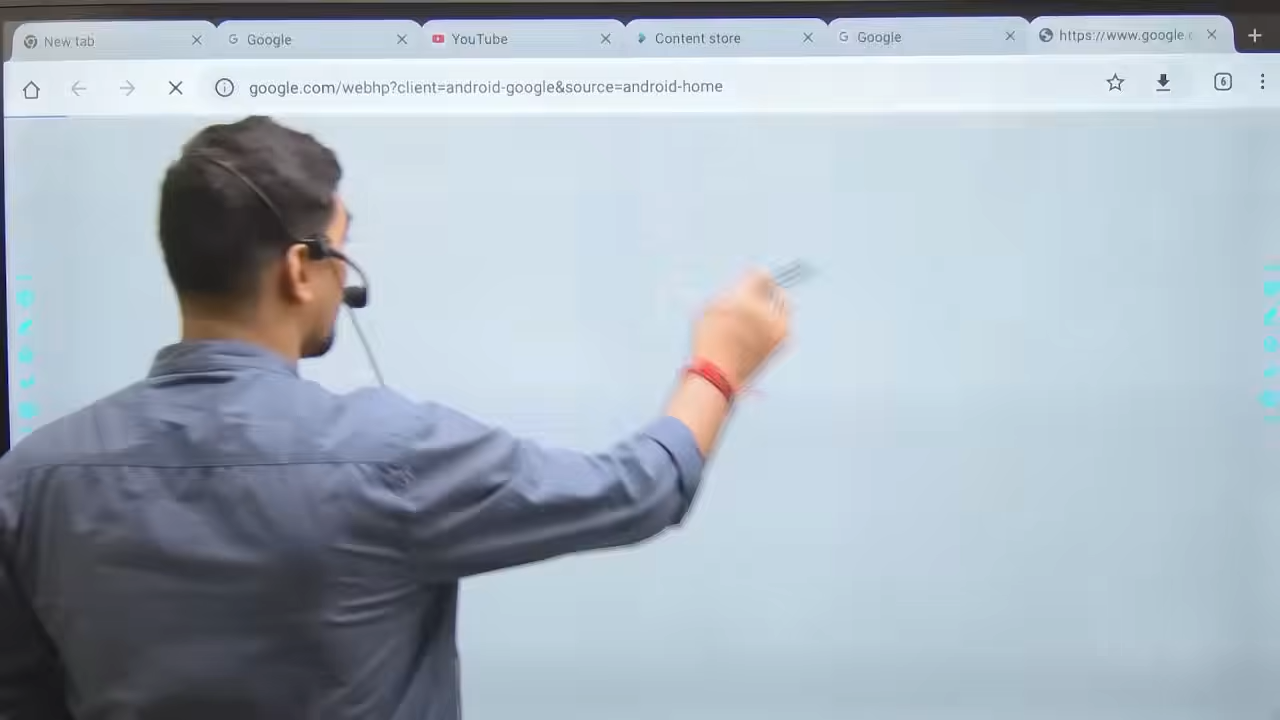 New tab
Google
YouTube
Content store
Google
https://www.google.c
google.com/webhp?client=android-google&source=android-home
6